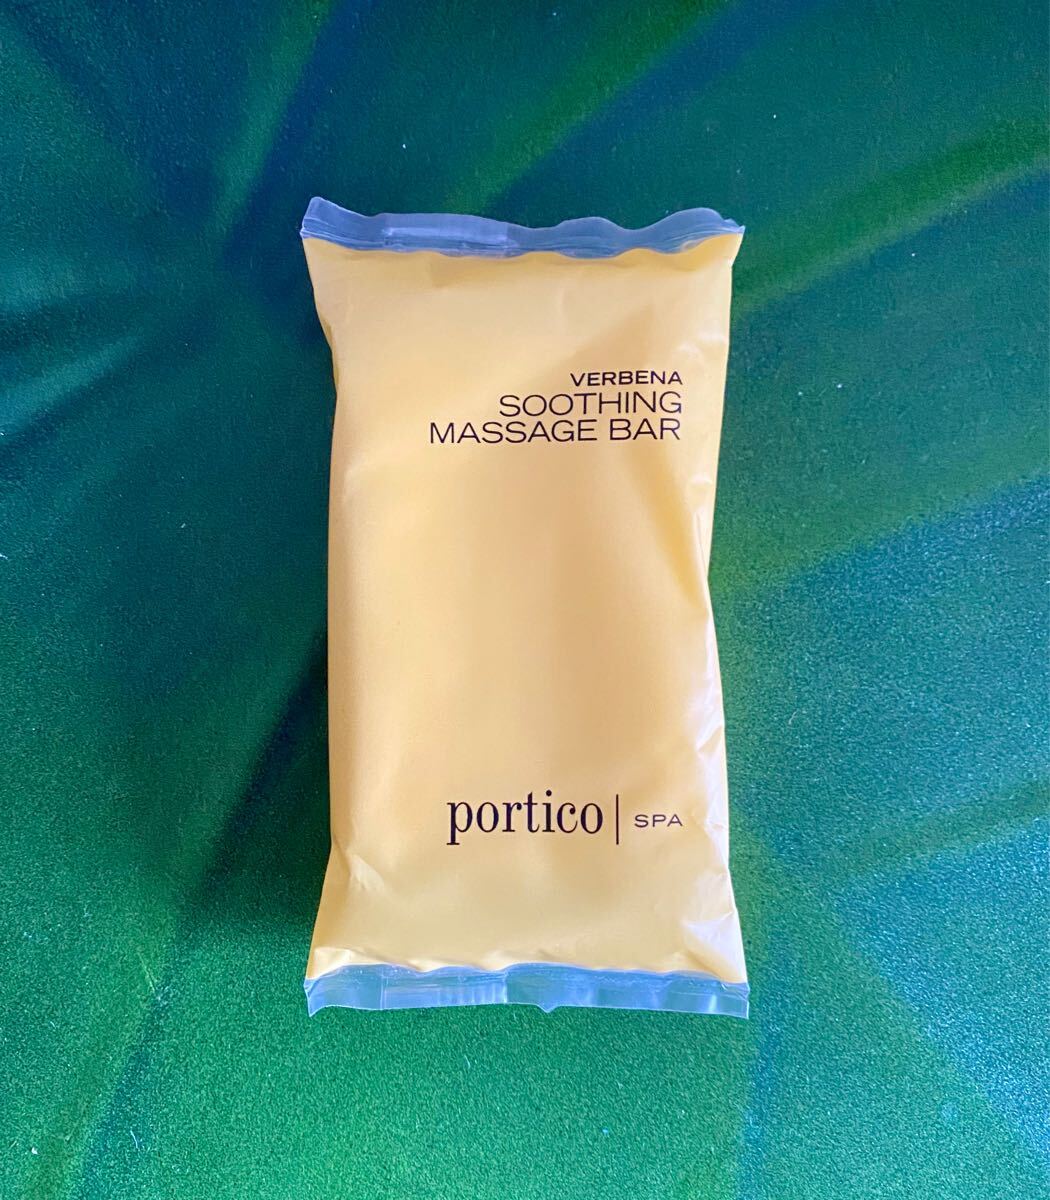 VERBENA
SOOTHING
MASSAGE BAR
portico | SPA